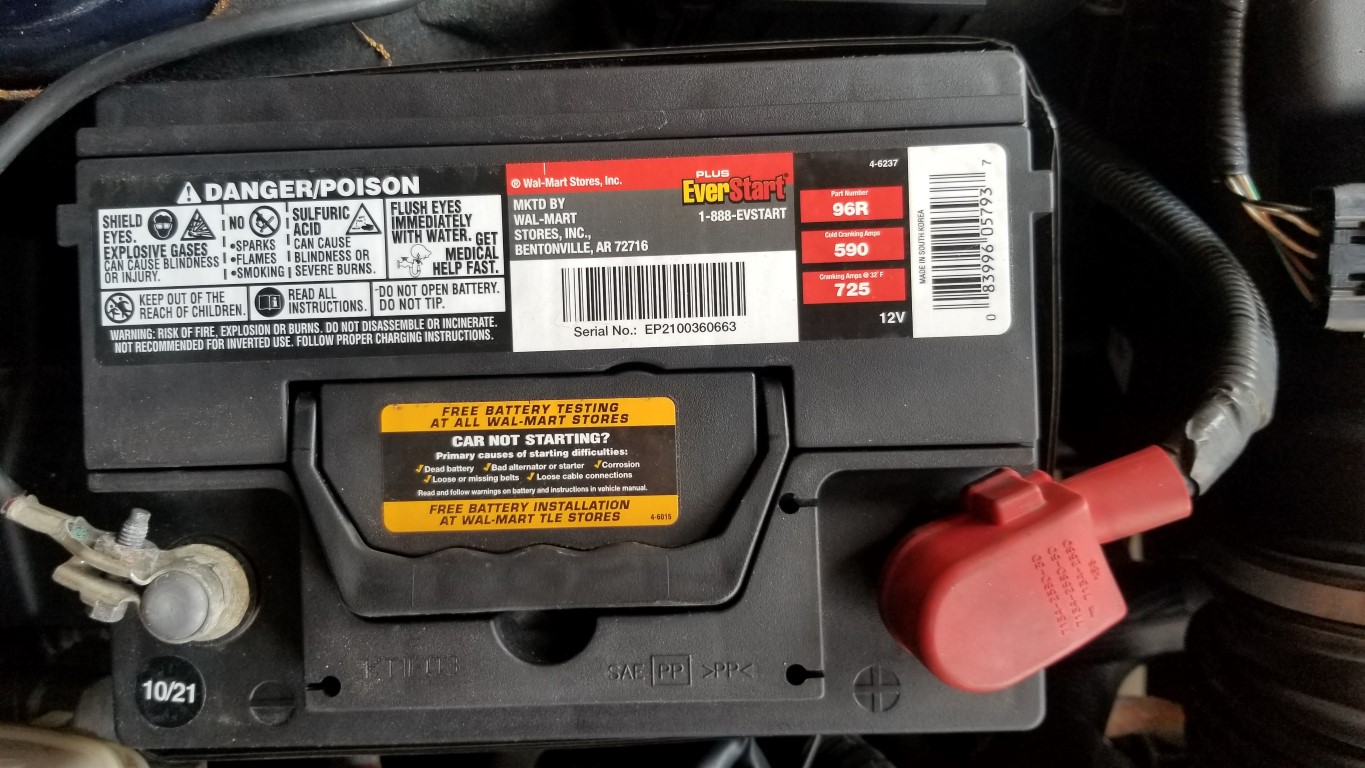 DANGER/POISON
SHIELD
EYES.
EXPLOSIVE GASES
CAN CAUSE BLINDNESS
OR INJURY.
NO
•SPARKS
•FLAMES
•SMOKING
SULFURIC
ACID
CAN CAUSE
BLINDNESS OR
SEVERE BURNS.
FLUSH EYES
IMMEDIATELY
WITH WATER. GET
MEDICAL
HELP FAST.
KEEP OUT OF THE
REACH OF CHILDREN.
READ ALL
INSTRUCTIONS.
DO NOT OPEN BATTERY.
DO NOT TIP.
WARNING: RISK OF FIRE, EXPLOSION OR BURNS. DO NOT DISASSEMBLE OR INCINERATE.
NOT RECOMMENDED FOR INVERTED USE. FOLLOW PROPER CHARGING INSTRUCTIONS.
® Wal-Mart Stores, Inc.
PLUS
EverStart®
MKTD BY
WAL-MART
STORES, INC.,
BENTONVILLE, AR 72716
1-888-EVSTART
Serial No.: EP2100360663
4-6237
Part Number
96R
Cold Cranking Amps
590
Cranking Amps @ 32° F
725
12V
MADE IN SOUTH KOREA
0 83996 05793 7
FREE BATTERY TESTING
AT ALL WAL-MART STORES
CAR NOT STARTING?
Primary causes of starting difficulties:
✓Dead battery ✓Bad alternator or starter ✓Corrosion
✓Loose or missing belts ✓Loose cable connections
Read and follow warnings on battery and instructions in vehicle manual.
FREE BATTERY INSTALLATION
AT WAL-MART TLE STORES
4-6015
10/21
SAE PP >PP<